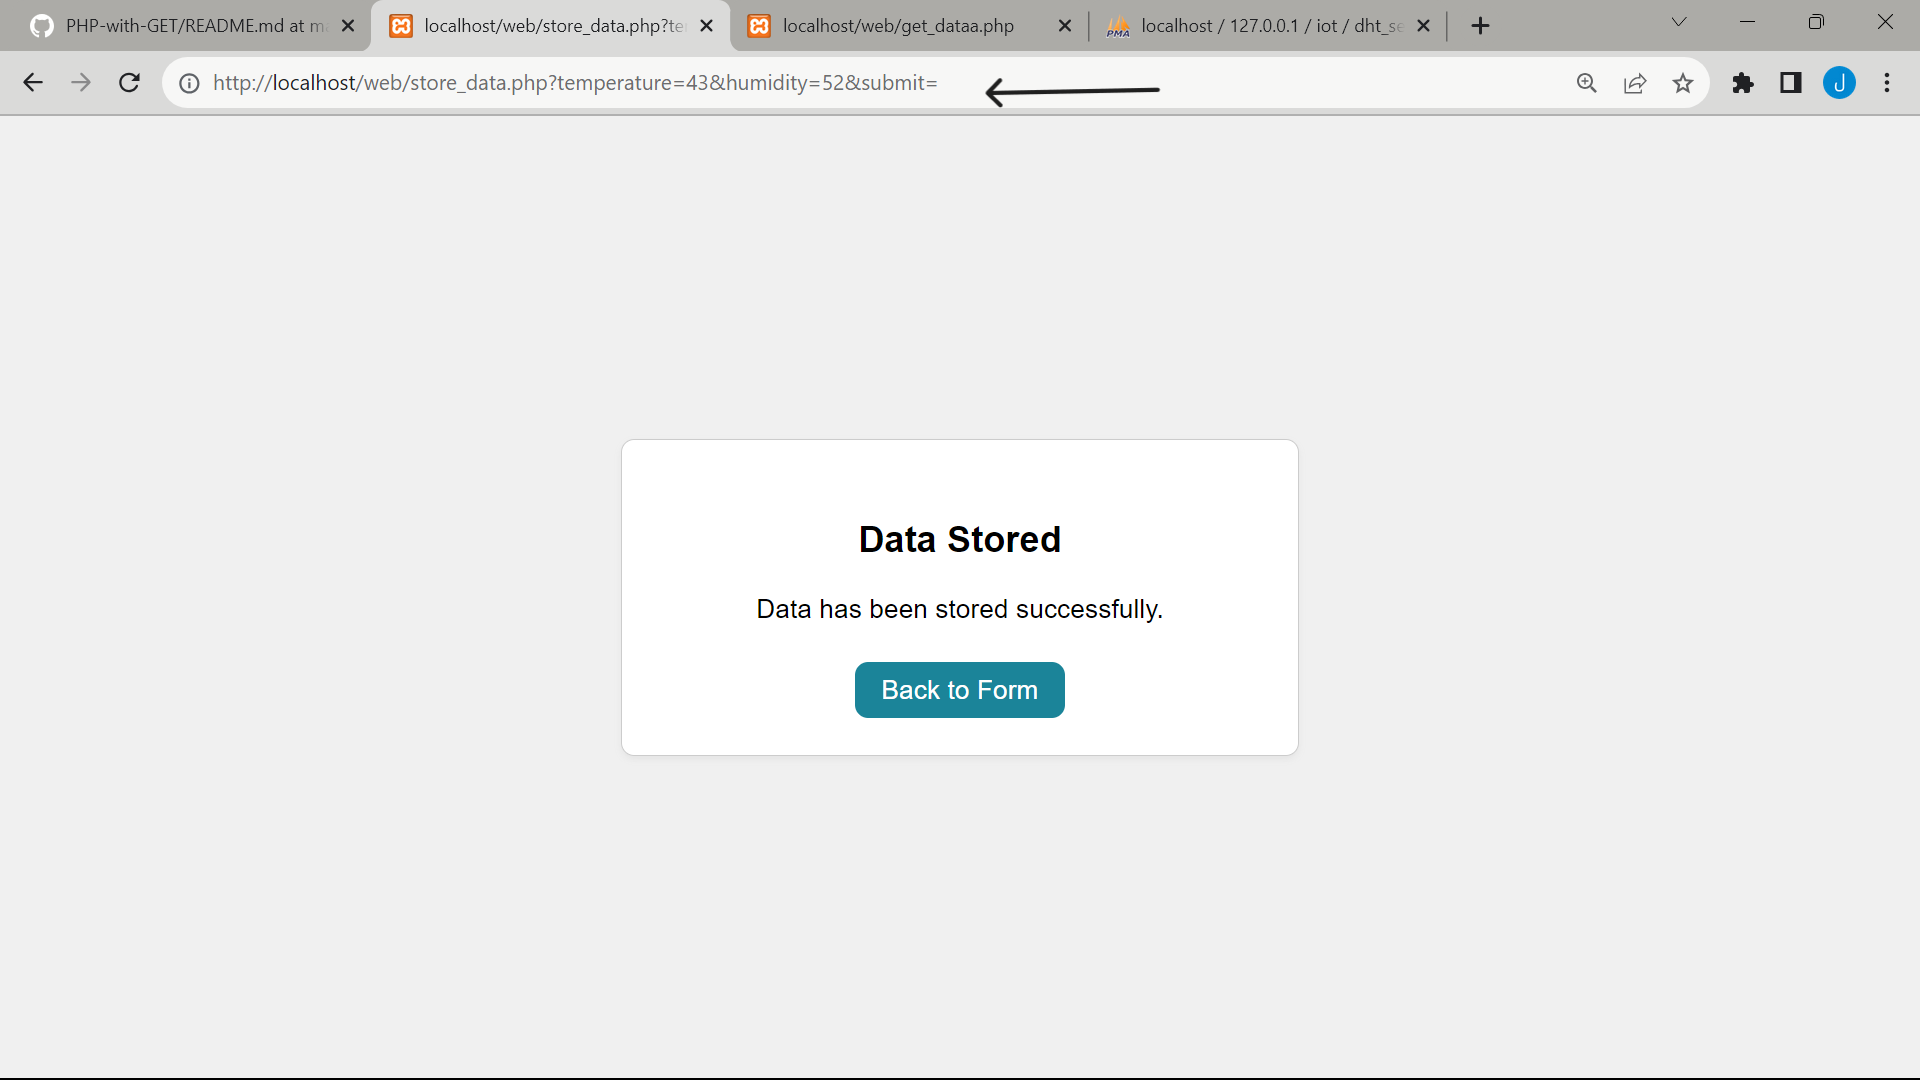 PHP-with-GET/README.md at ma
localhost/web/store_data.php?te
localhost/web/get_dataa.php
PMA
localhost / 127.0.0.1 / iot / dht_se
http://localhost/web/store_data.php?temperature=43&humidity=52&submit=
J
Data Stored
Data has been stored successfully.
Back to Form